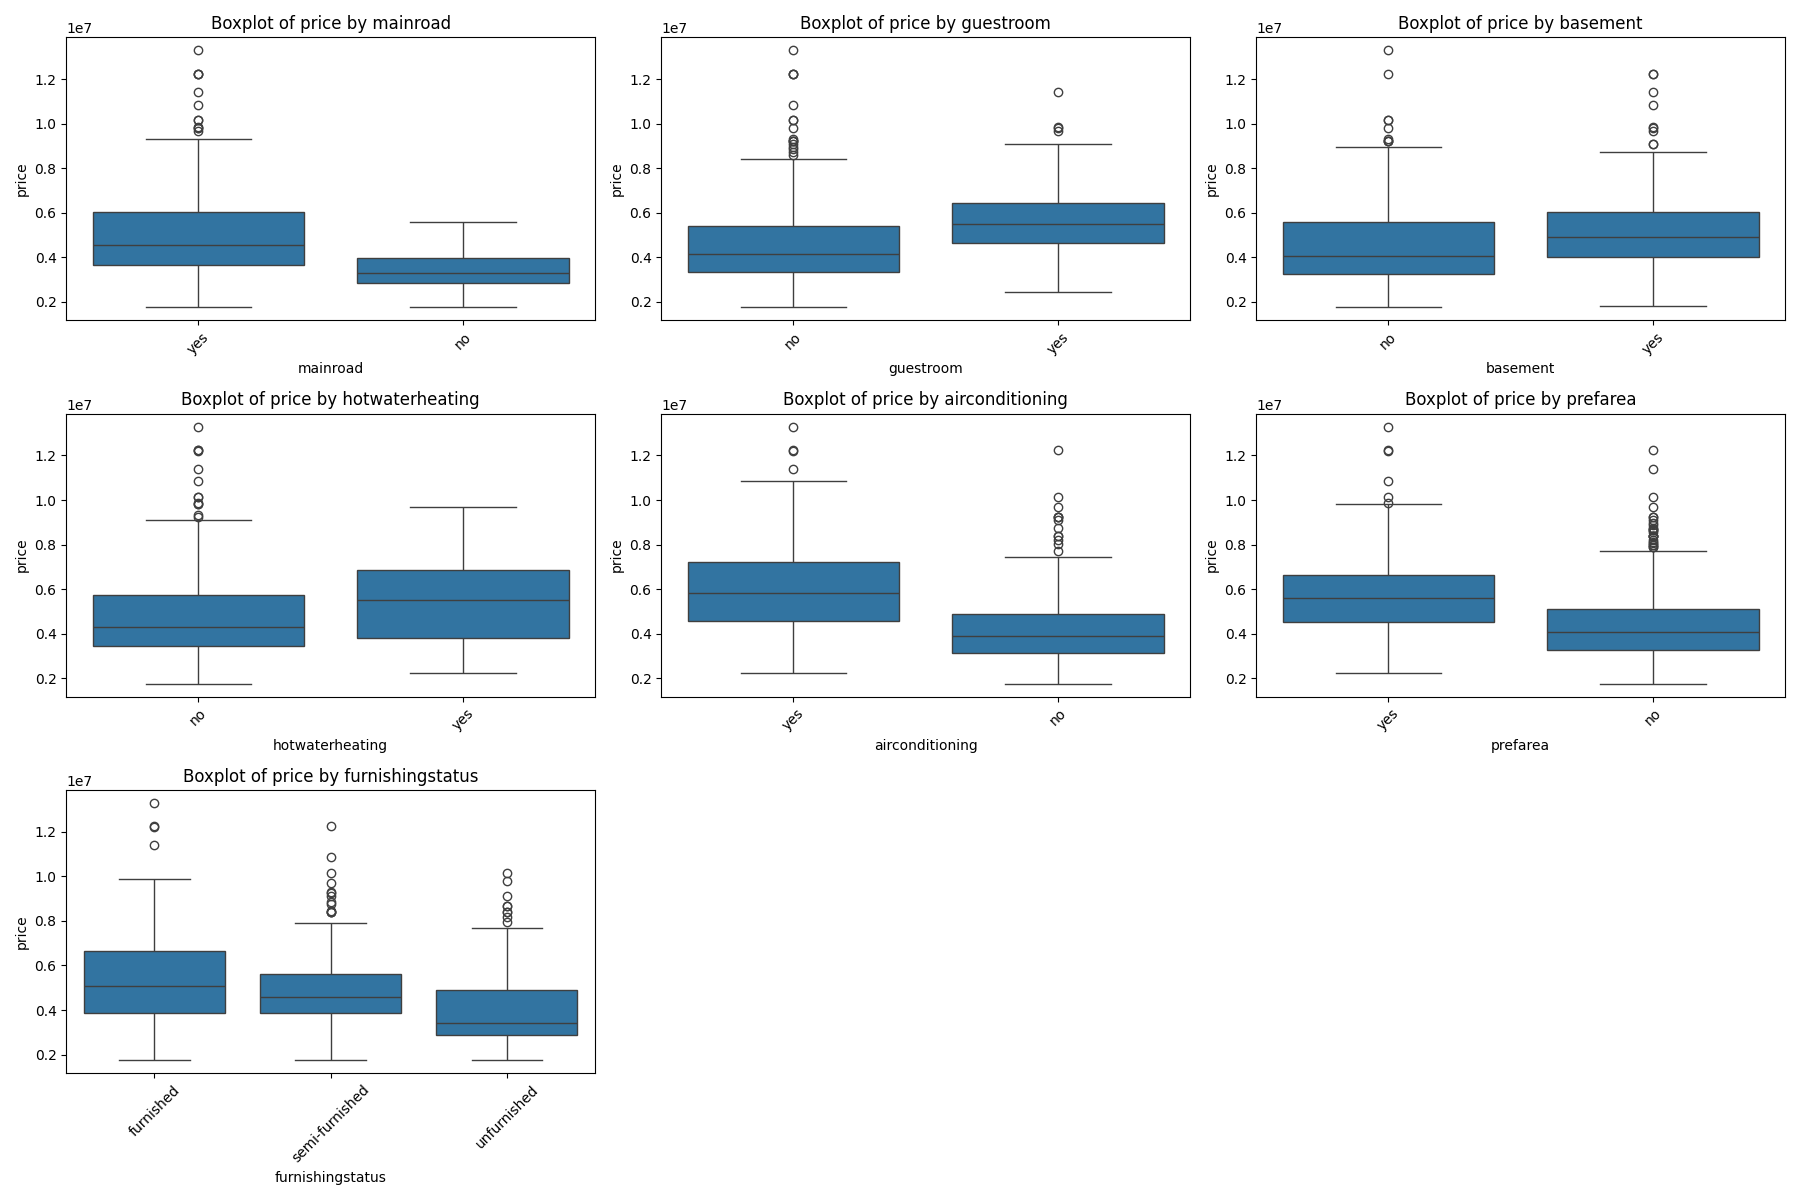 Boxplot of price by mainroad
1e7
1.2
1.0
0.8
0.6
0.4
0.2
price
yes
no
mainroad
Boxplot of price by guestroom
1e7
1.2
1.0
0.8
0.6
0.4
0.2
price
no
yes
guestroom
Boxplot of price by basement
1e7
1.2
1.0
0.8
0.6
0.4
0.2
price
no
yes
basement
Boxplot of price by hotwaterheating
1e7
1.2
1.0
0.8
0.6
0.4
0.2
price
no
yes
hotwaterheating
Boxplot of price by airconditioning
1e7
1.2
1.0
0.8
0.6
0.4
0.2
price
yes
no
airconditioning
Boxplot of price by prefarea
1e7
1.2
1.0
0.8
0.6
0.4
0.2
price
yes
no
prefarea
Boxplot of price by furnishingstatus
1e7
1.2
1.0
0.8
0.6
0.4
0.2
price
furnished
semi-furnished
unfurnished
furnishingstatus